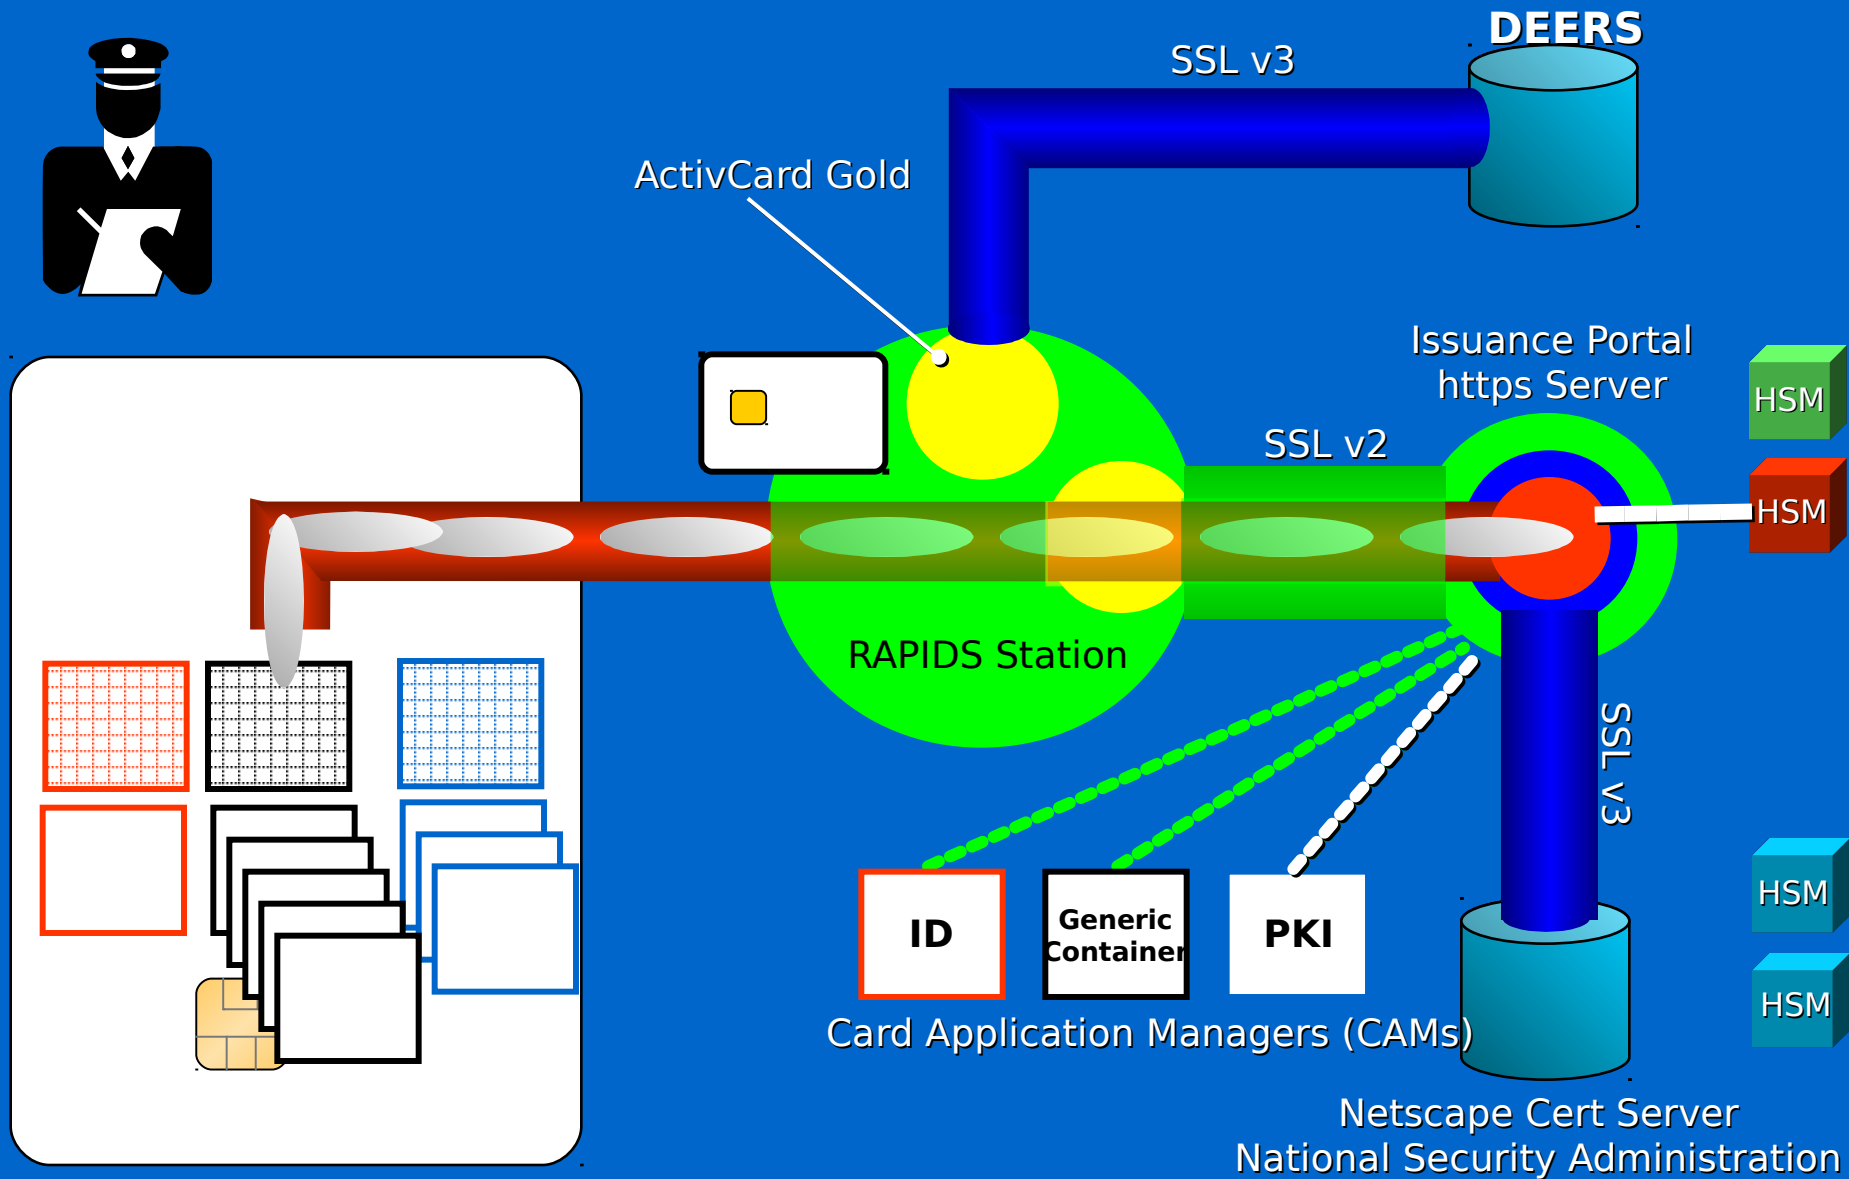 DEERS
SSL v3
ActivCard Gold
Issuance Portal
https Server
HSM
SSL v2
HSM
RAPIDS Station
SSL v3
HSM
ID
Generic
Container
PKI
HSM
Card Application Managers (CAMs)
Netscape Cert Server
National Security Administration